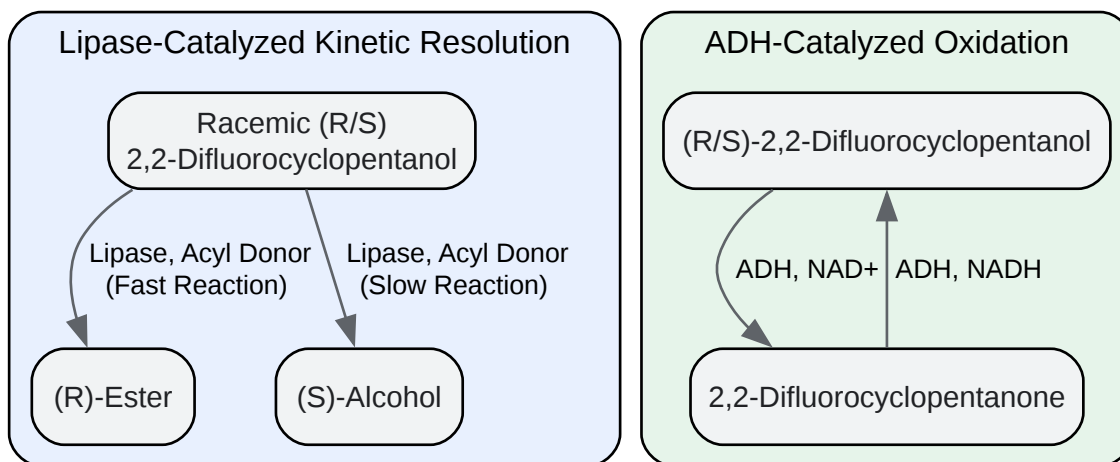 Lipase-Catalyzed Kinetic Resolution
Racemic (R/S)
2,2-Difluorocyclopentanol
Lipase, Acyl Donor
(Fast Reaction)
Lipase, Acyl Donor
(Slow Reaction)
(R)-Ester
(S)-Alcohol
ADH-Catalyzed Oxidation
(R/S)-2,2-Difluorocyclopentanol
ADH, NAD+
ADH, NADH
2,2-Difluorocyclopentanone